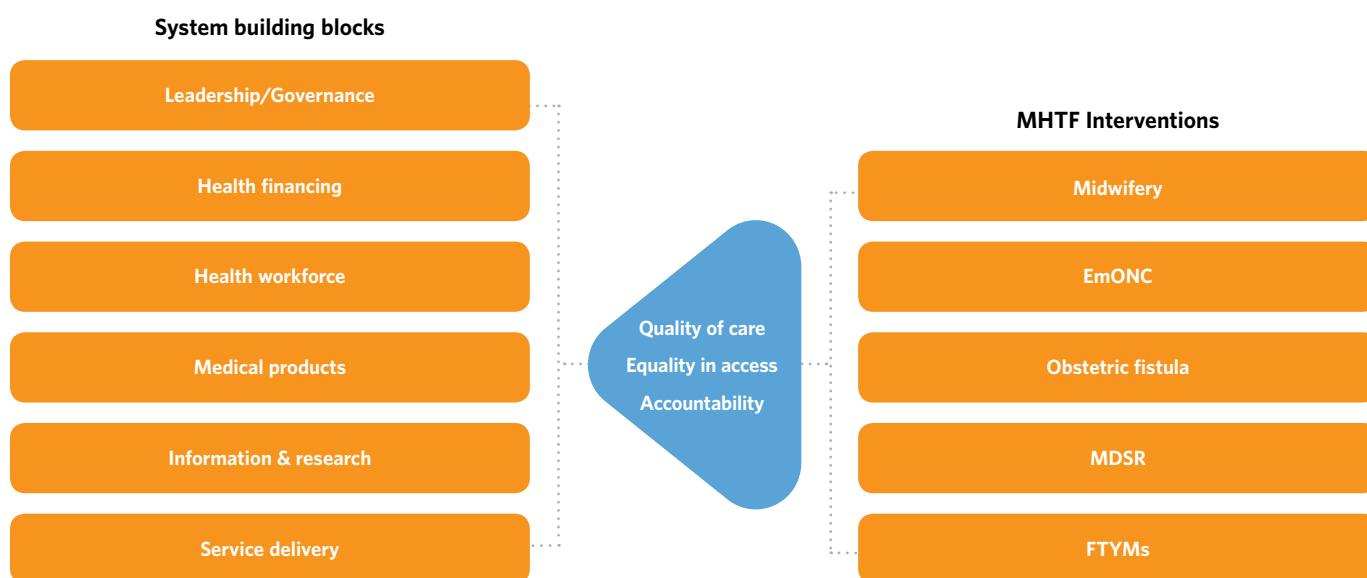 System building blocks
Leadership/Governance
Health financing
Health workforce
Medical products
Information & research
Service delivery
Quality of care
Equality in access
Accountability
MHTF Interventions
Midwifery
EmONC
Obstetric fistula
MDSR
FTYMs